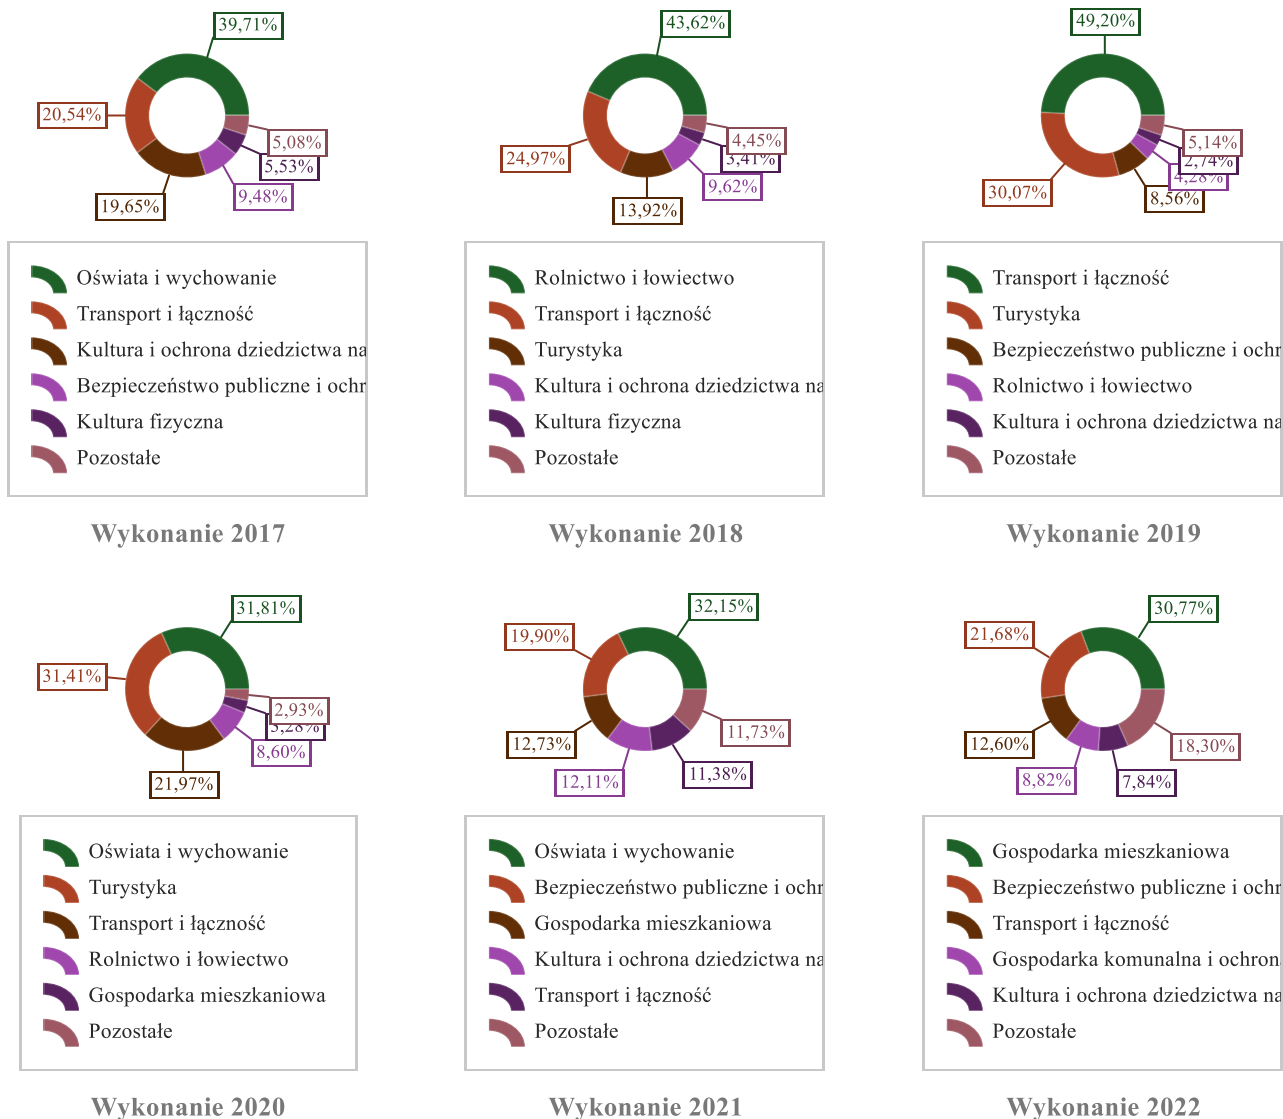 39,71%
20,54%
5,08%
5,53%
9,48%
19,65%
Oświata i wychowanie
Transport i łączność
Kultura i ochrona dziedzictwa na
Bezpieczeństwo publiczne i ochr
Kultura fizyczna
Pozostałe
Wykonanie 2017
43,62%
24,97%
4,45%
3,41%
9,62%
13,92%
Rolnictwo i łowiectwo
Transport i łączność
Turystyka
Kultura i ochrona dziedzictwa na
Kultura fizyczna
Pozostałe
Wykonanie 2018
49,20%
30,07%
5,14%
2,74%
4,28%
8,56%
Transport i łączność
Turystyka
Bezpieczeństwo publiczne i ochr
Rolnictwo i łowiectwo
Kultura i ochrona dziedzictwa na
Pozostałe
Wykonanie 2019
31,81%
31,41%
2,93%
3,28%
8,60%
21,97%
Oświata i wychowanie
Turystyka
Transport i łączność
Rolnictwo i łowiectwo
Gospodarka mieszkaniowa
Pozostałe
Wykonanie 2020
32,15%
19,90%
12,73%
11,73%
11,38%
12,11%
Oświata i wychowanie
Bezpieczeństwo publiczne i ochr
Gospodarka mieszkaniowa
Kultura i ochrona dziedzictwa na
Transport i łączność
Pozostałe
Wykonanie 2021
30,77%
21,68%
12,60%
18,30%
8,82%
7,84%
Gospodarka mieszkaniowa
Bezpieczeństwo publiczne i ochr
Transport i łączność
Gospodarka komunalna i ochron
Kultura i ochrona dziedzictwa na
Pozostałe
Wykonanie 2022